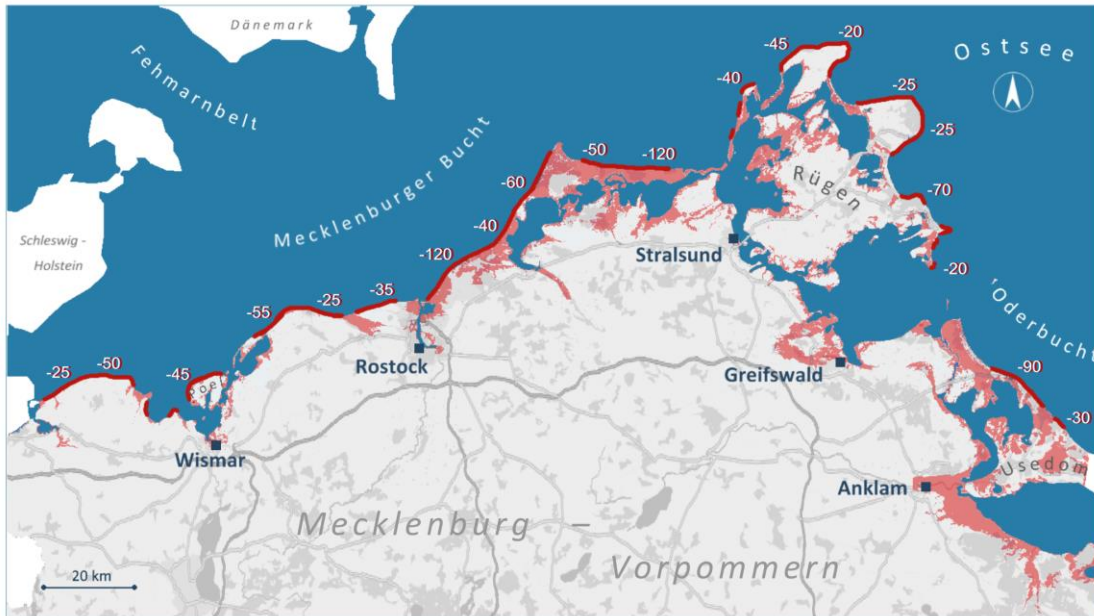 Dänemark
Ostsee
Fehmarnbelt
-45
-20
-40
-25
-25
Mecklenburger Bucht
-50
-120
-60
Rügen
-70
Schleswig -
Holstein
-40
Stralsund
-120
-20
Oderbucht
-35
-25
-55
Rostock
Greifswald
-90
-25
-50
-45
Poel
-30
Wismar
Usedom
Anklam
Mecklenburg –
Vorpommern
20 km